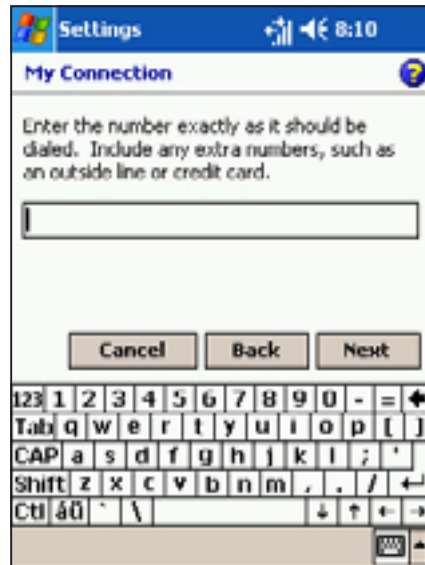 Settings 8:10
My Connection ?
Enter the number exactly as it should be
dialed. Include any extra numbers, such as
an outside line or credit card.
Cancel Back Next
123 1 2 3 4 5 6 7 8 9 0 - =
Tab q w e r t y u i o p [ ]
CAP a s d f g h j k l ; '
Shift z x c v b n m , . /
Ctl áü ` \